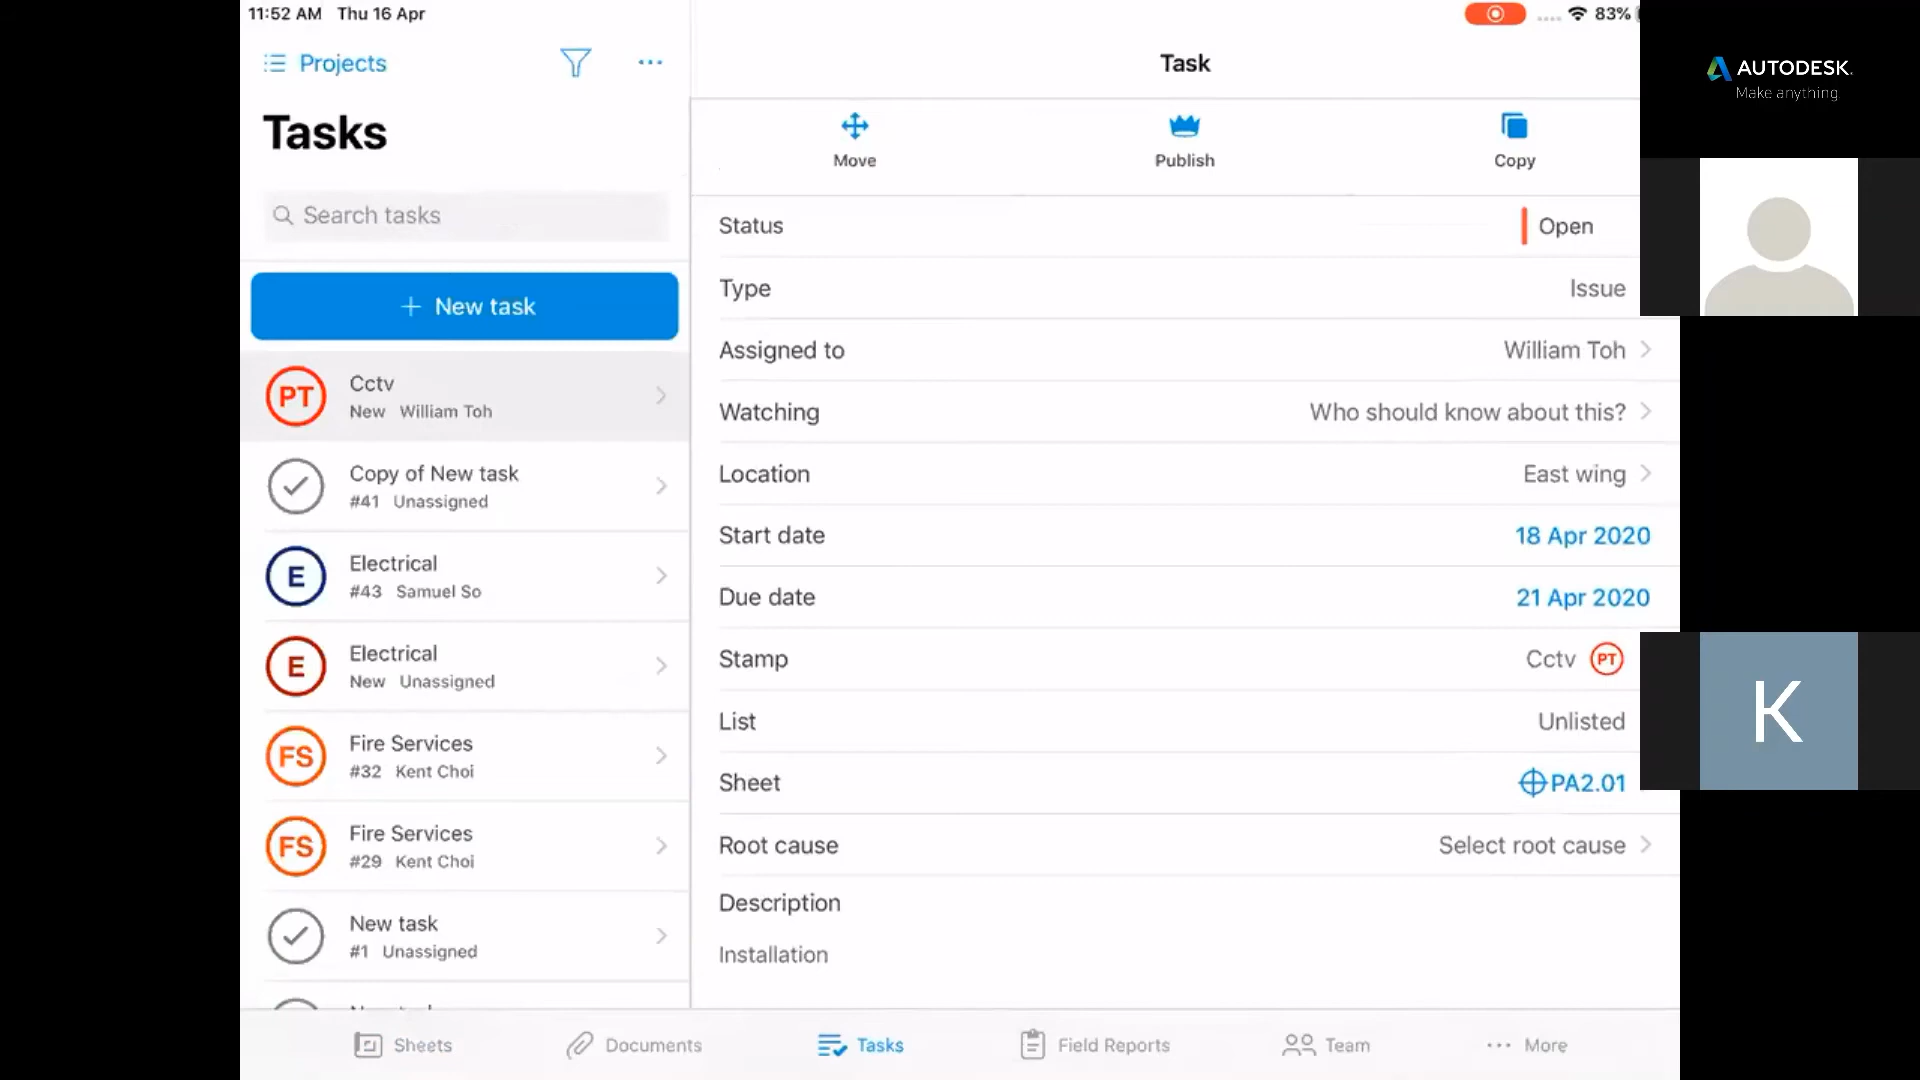 11:52 AM Thu 16 Apr
83%
Projects
Task
AUTODESK.
Make anything.
Tasks
Move
Publish
Copy
Search tasks
New task
Status
Open
Type
Issue
Assigned to
William Toh
Watching
Who should know about this?
Location
East wing
Start date
18 Apr 2020
Due date
21 Apr 2020
Stamp
Cctv PT
List
Unlisted
Sheet
PA2.01
Root cause
Select root cause
Description
Installation
PT
Cctv
New William Toh
Copy of New task
#41 Unassigned
E
Electrical
#43 Samuel So
E
Electrical
New Unassigned
FS
Fire Services
#32 Kent Choi
FS
Fire Services
#29 Kent Choi
New task
#1 Unassigned
K
Sheets
Documents
Tasks
Field Reports
Team
More